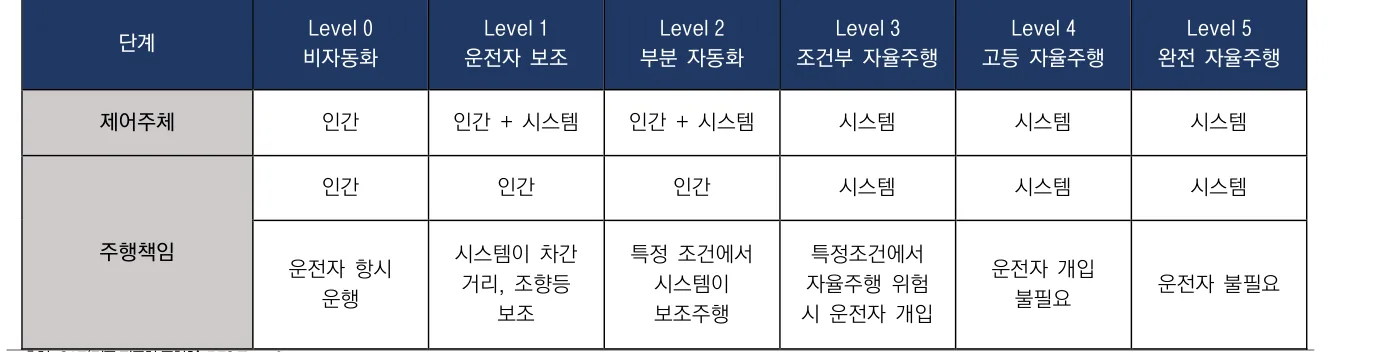 단계
Level 0
비자동화
Level 1
운전자 보조
Level 2
부분 자동화
Level 3
조건부 자율주행
Level 4
고등 자율주행
Level 5
완전 자율주행
제어주체
인간
인간 + 시스템
인간 + 시스템
시스템
시스템
시스템
주행책임
인간
인간
인간
시스템
시스템
시스템
운전자 항시
운행
시스템이 차간
거리, 조향등
보조
특정 조건에서
시스템이
보조주행
특정조건에서
자율주행 위험
시 운전자 개입
운전자 개입
불필요
운전자 불필요